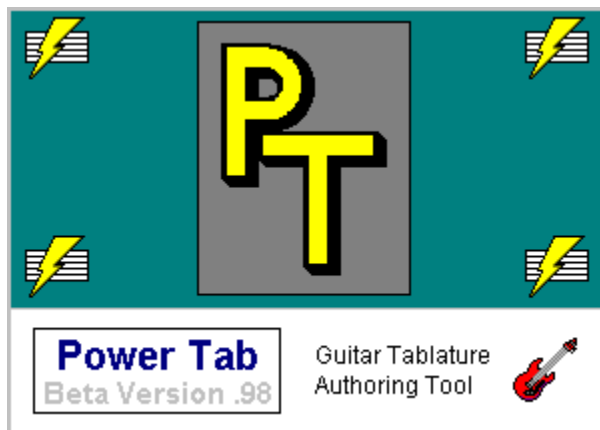 PT
Power Tab
Beta Version .98
Guitar Tablature
Authoring Tool